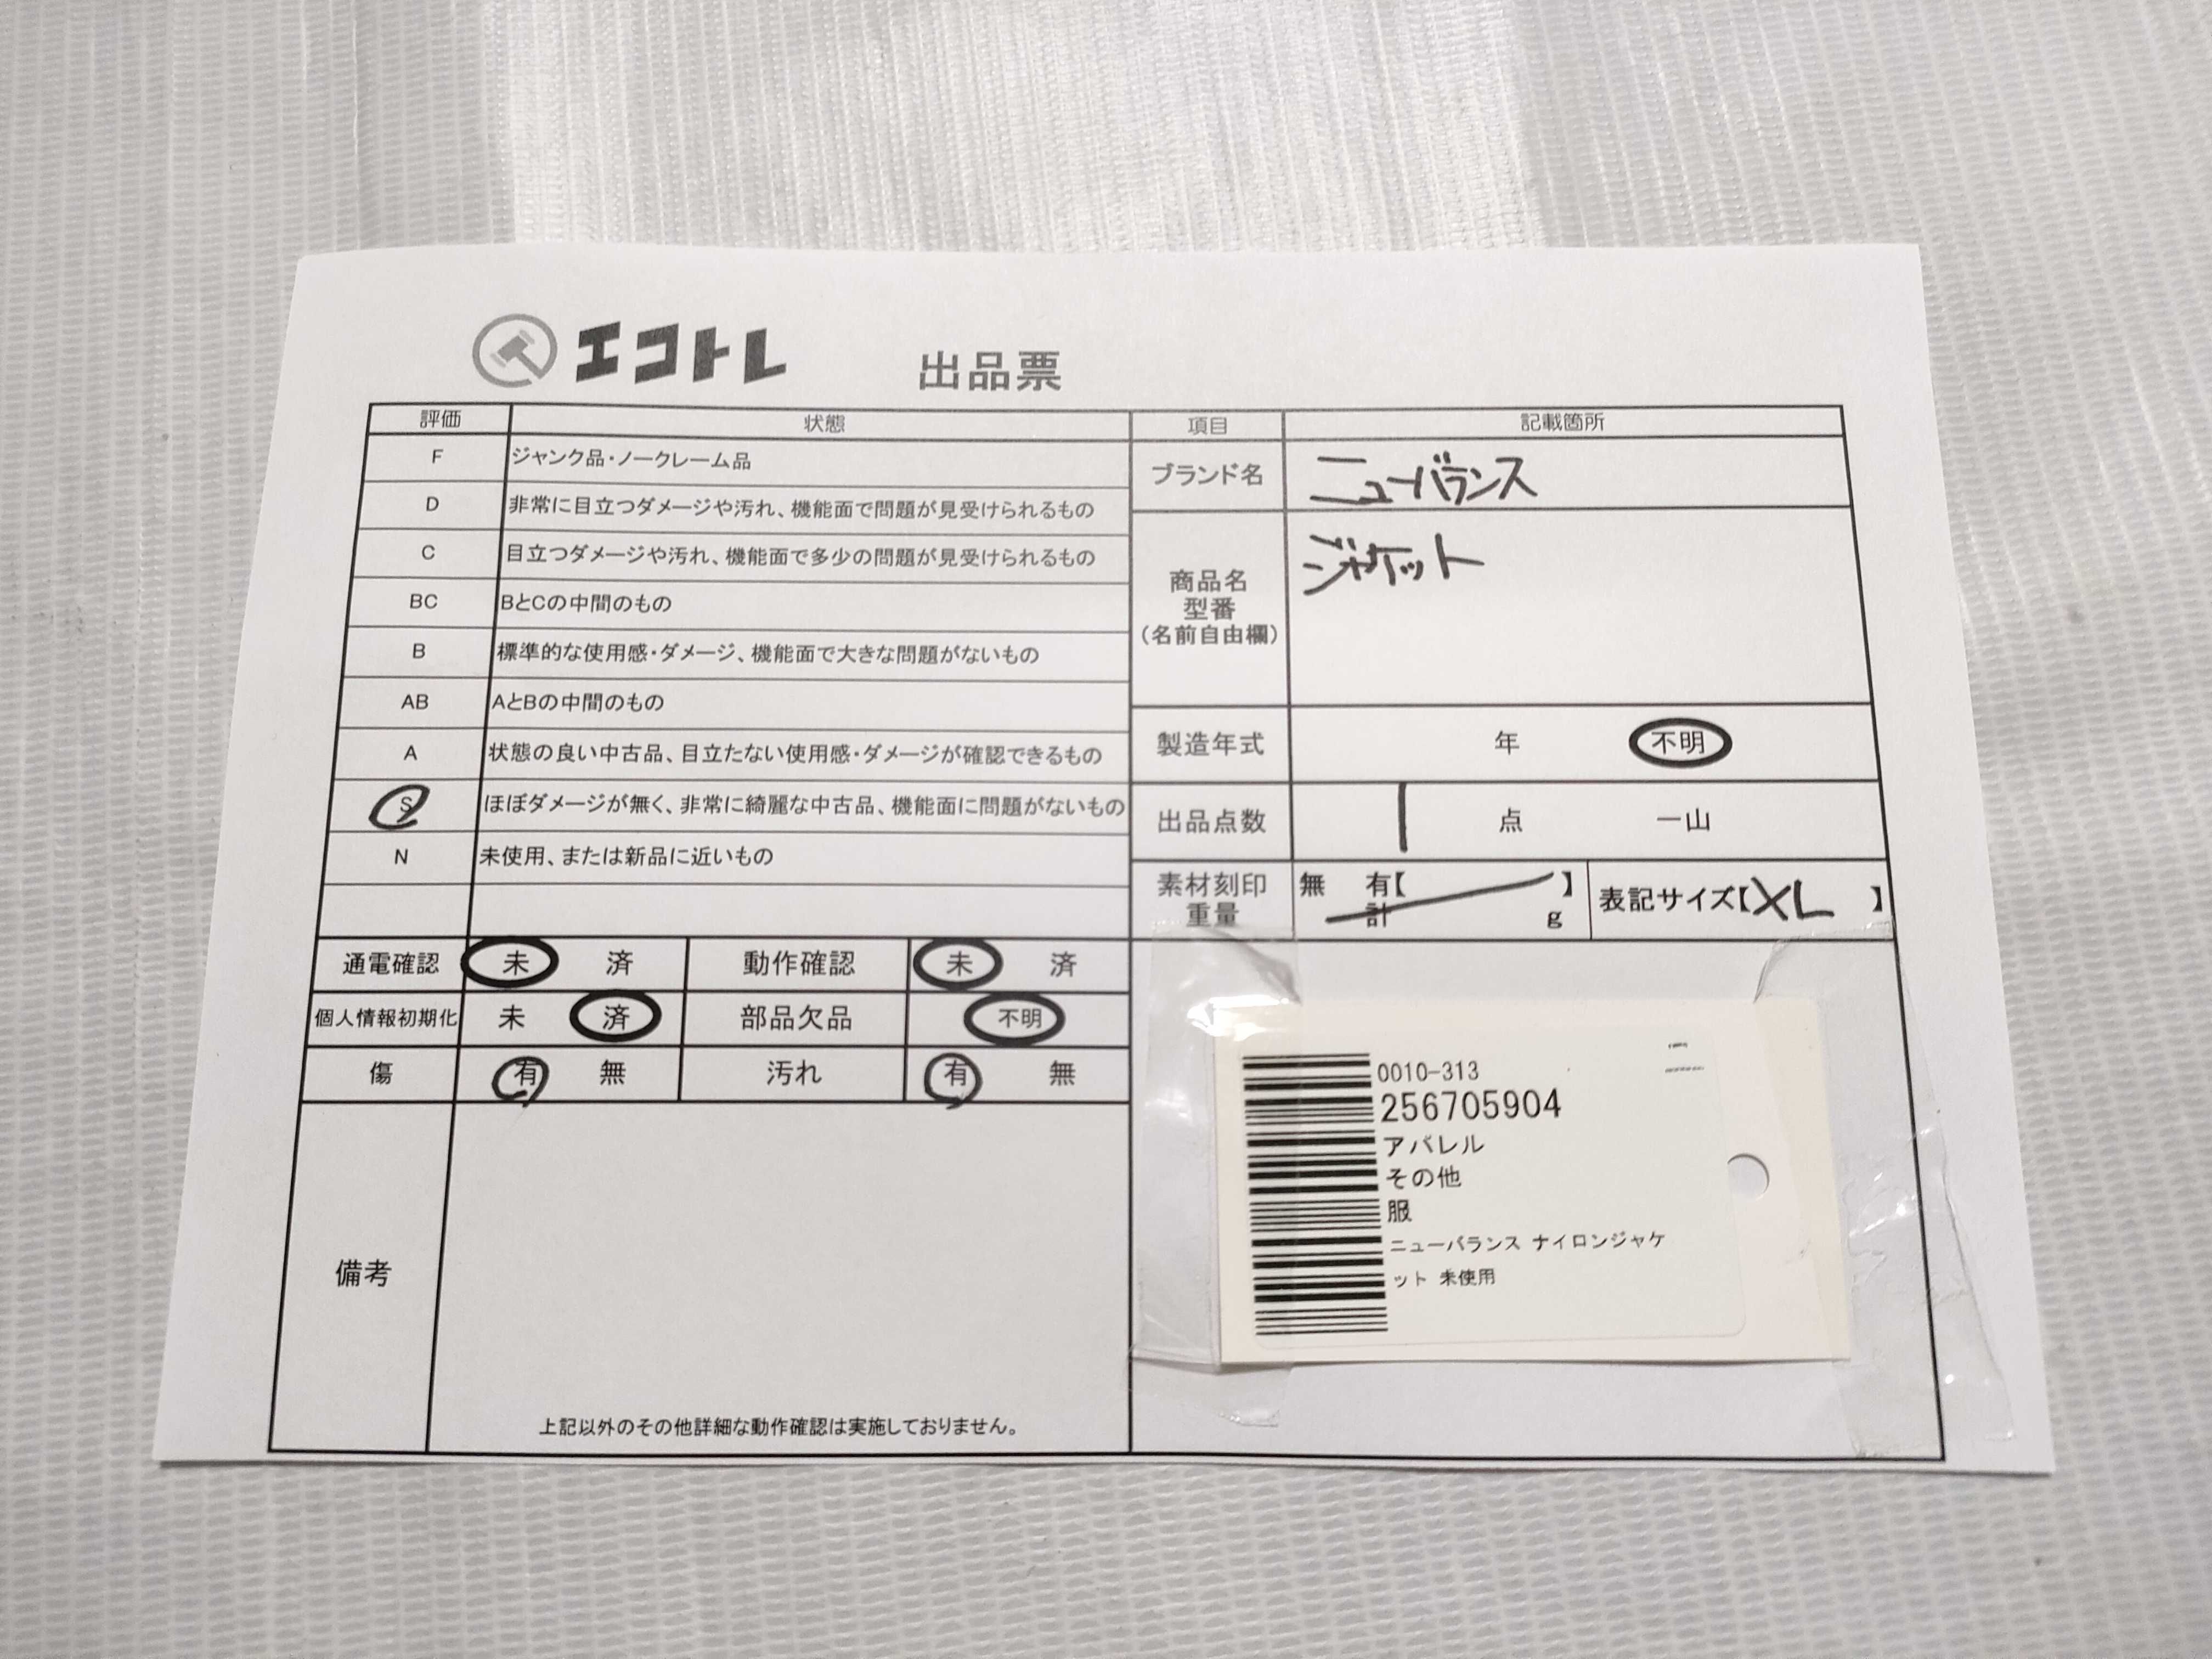 エコトレ 出品票
評価 状態 項目 記載箇所
F ジャンク品・ノークレーム品
D 非常に目立つダメージや汚れ、機能面で問題が見受けられるもの
C 目立つダメージや汚れ、機能面で多少の問題が見受けられるもの
BC BとCの中間のもの
B 標準的な使用感・ダメージ、機能面で大きな問題がないもの
AB AとBの中間のもの
A 状態の良い中古品、目立たない使用感・ダメージが確認できるもの
S ほぼダメージが無く、非常に綺麗な中古品、機能面に問題がないもの
N 未使用、または新品に近いもの
ブランド名 ニューバランス
商品名 ジャケット
型番
(名前自由欄)
製造年式 年 不明
出品点数 1 点 一山
素材刻印 無 有【 】
重量 計 g
表記サイズ【XL 】
通電確認 未 済 動作確認 未 済
個人情報初期化 未 済 部品欠品 不明
傷 有 無 汚れ 有 無
備考
上記以外のその他詳細な動作確認は実施しておりません。
0010-313
256705904
アパレル
その他
服
ニューバランス ナイロンジャケ
ット 未使用